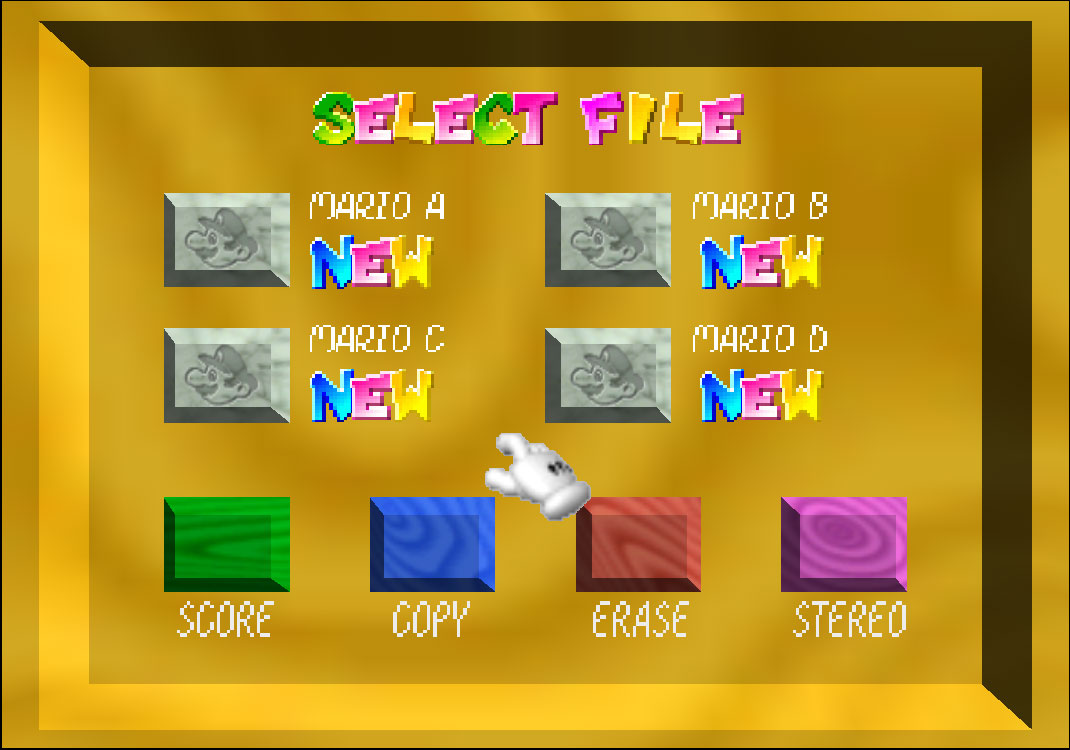 SELECT FILE
MARIO A
NEW
MARIO B
NEW
MARIO C
NEW
MARIO D
NEW
SCORE
COPY
ERASE
STEREO